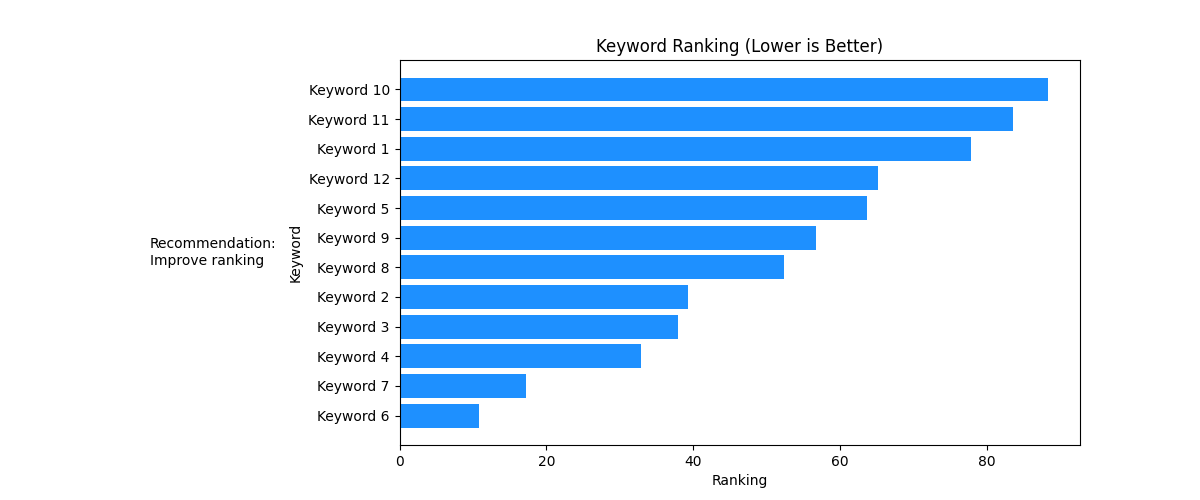 Keyword Ranking (Lower is Better)
Keyword 10
Keyword 11
Keyword 1
Keyword 12
Keyword 5
Keyword 9
Keyword 8
Keyword 2
Keyword 3
Keyword 4
Keyword 7
Keyword 6
Keyword
Recommendation:
Improve ranking
0 20 40 60 80
Ranking